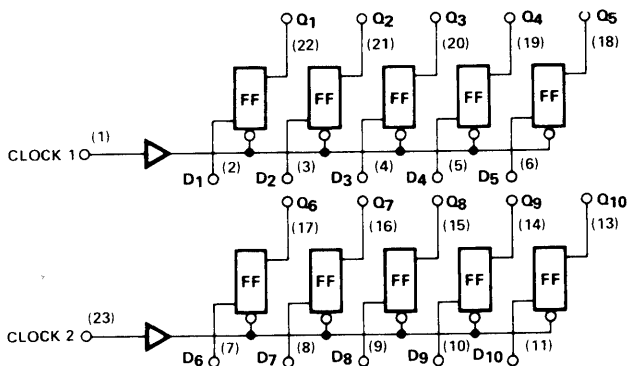 Q1 Q2 Q3 Q4 Q5
(22) (21) (20) (19) (18)
FF FF FF FF FF
(1)
CLOCK 1
(2) (3) (4) (5) (6)
D1 D2 D3 D4 D5
Q6 Q7 Q8 Q9 Q10
(17) (16) (15) (14) (13)
FF FF FF FF FF
(23)
CLOCK 2
D6 (7) D7 (8) D8 (9) D9 (10) D10 (11)